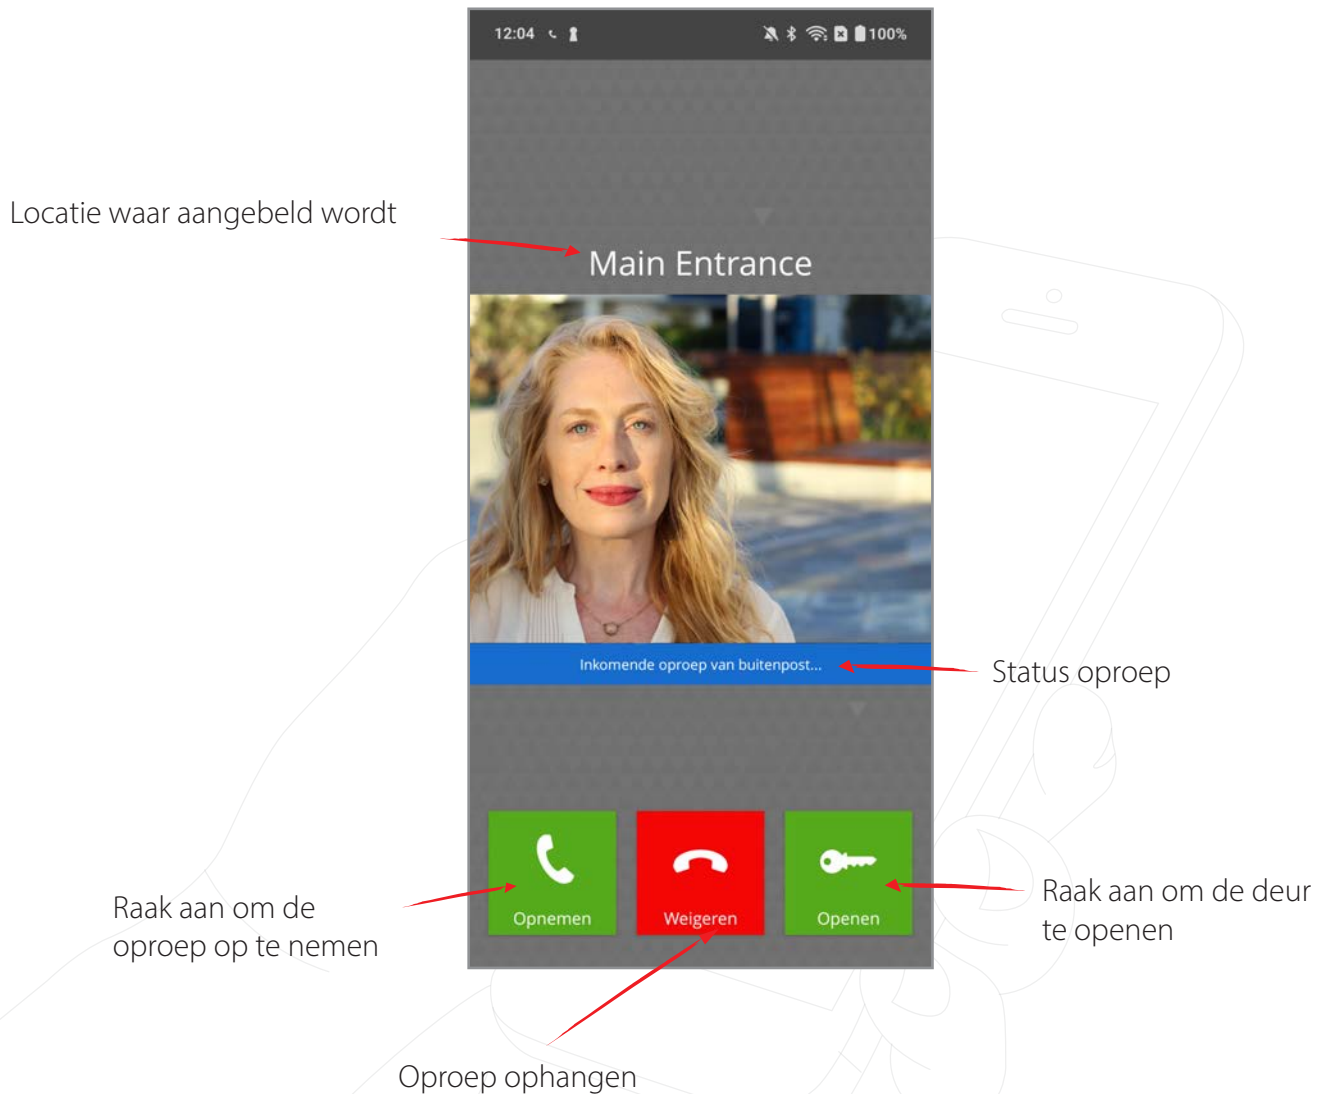 12:04
100%
Locatie waar aangebeld wordt
Main Entrance
Inkomende oproep van buitenpost...
Status oproep
Opnemen
Weigeren
Openen
Raak aan om de
oproep op te nemen
Raak aan om de deur
te openen
Oproep ophangen